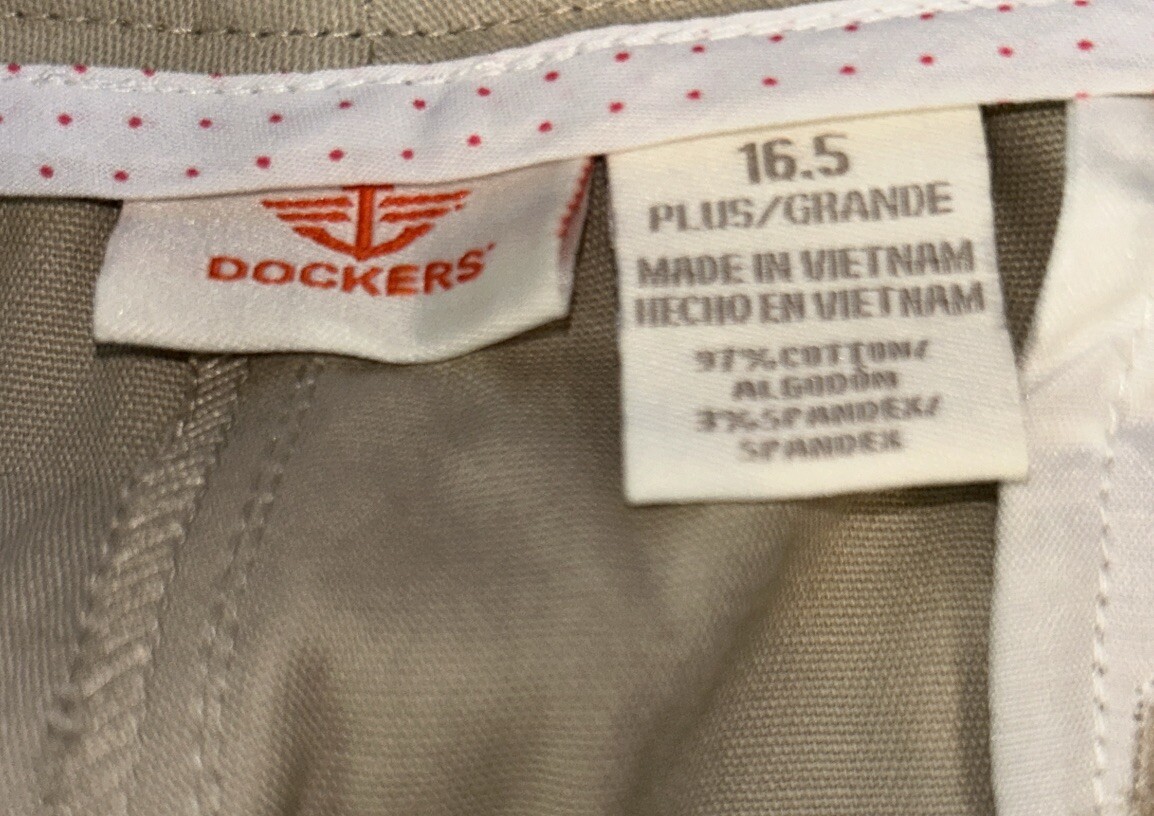 DOCKERS
16.5
PLUS/GRANDE
MADE IN VIETNAM
HECHO EN VIETNAM
97% COTTON/
ALGODÓN
3% SPANDEX/
SPANDEX